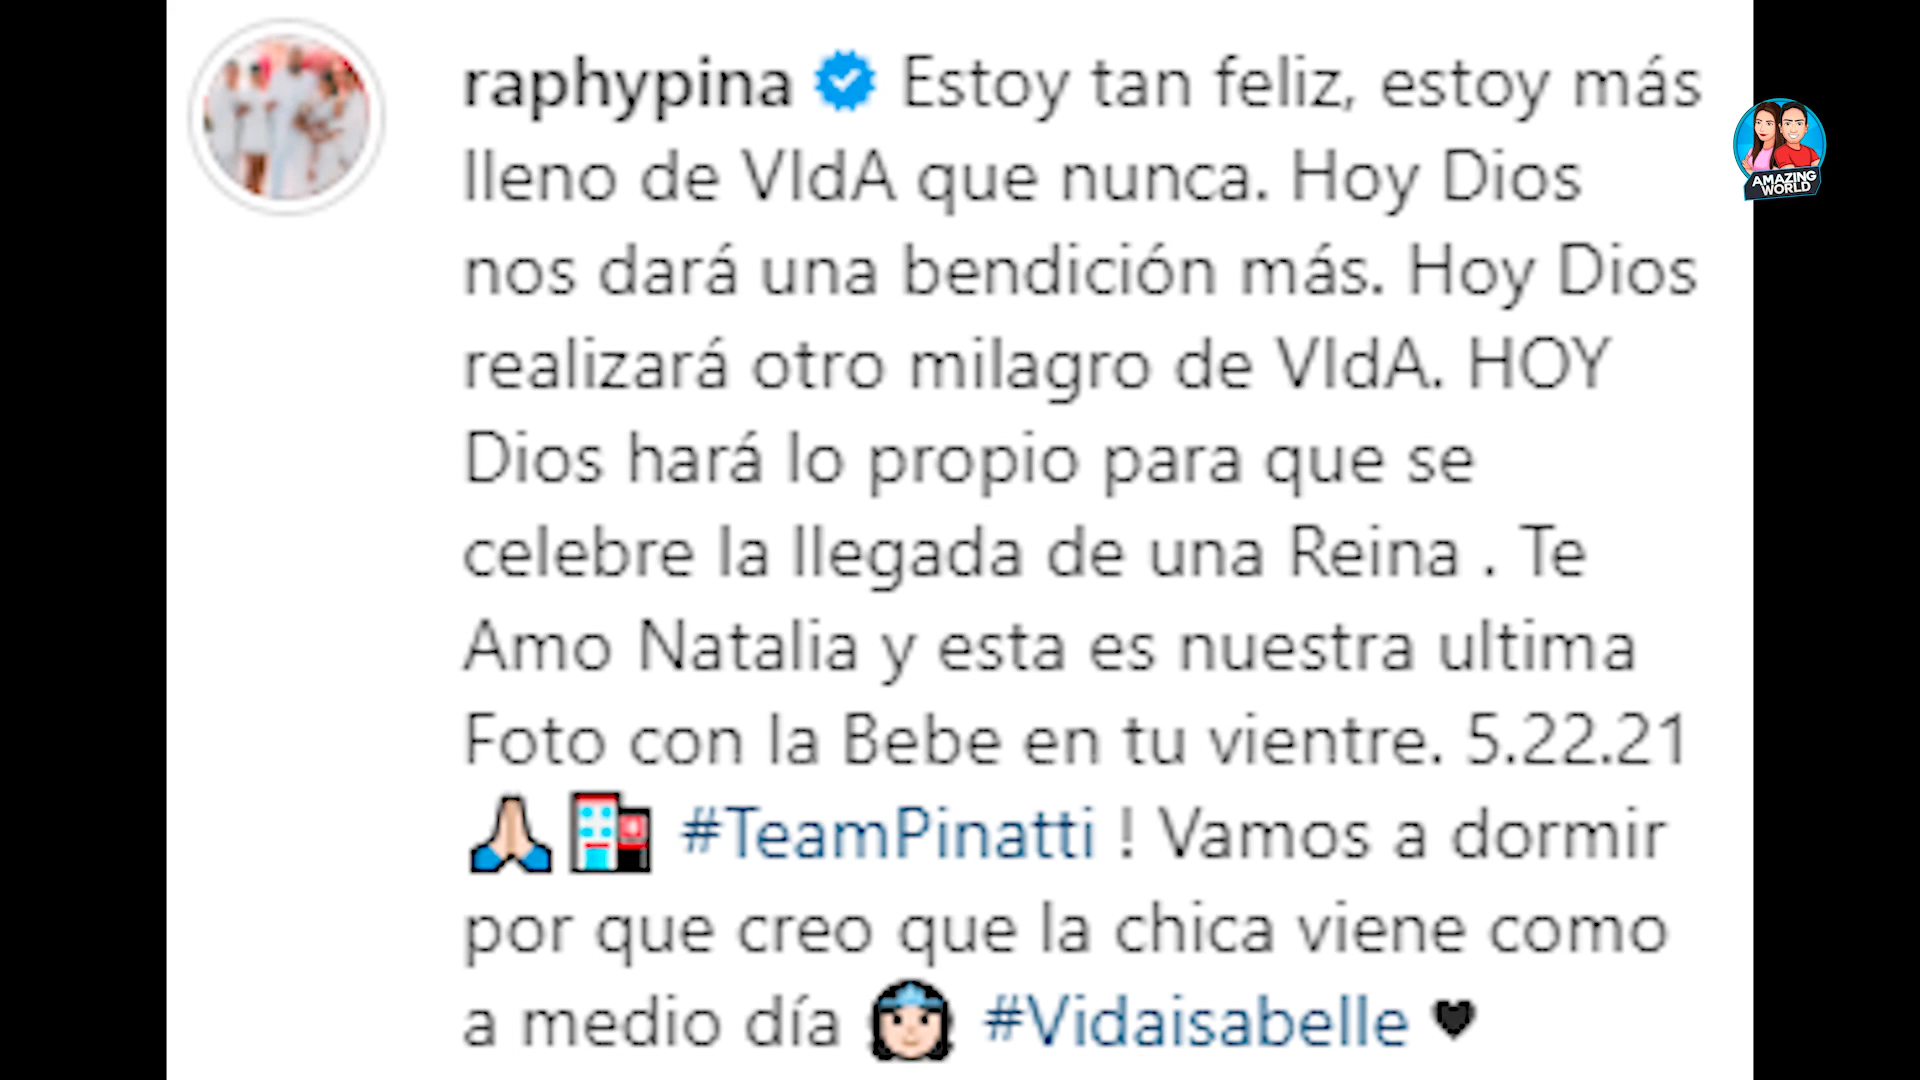 raphypina Estoy tan feliz, estoy más
lleno de VIdA que nunca. Hoy Dios
nos dará una bendición más. Hoy Dios
realizará otro milagro de VIdA. HOY
Dios hará lo propio para que se
celebre la llegada de una Reina . Te
Amo Natalia y esta es nuestra ultima
Foto con la Bebe en tu vientre. 5.22.21
🙏🏻🏥 #TeamPinatti ! Vamos a dormir
por que creo que la chica viene como
a medio día 👸🏻 #Vidaisabelle 🖤
AMAZING
WORLD